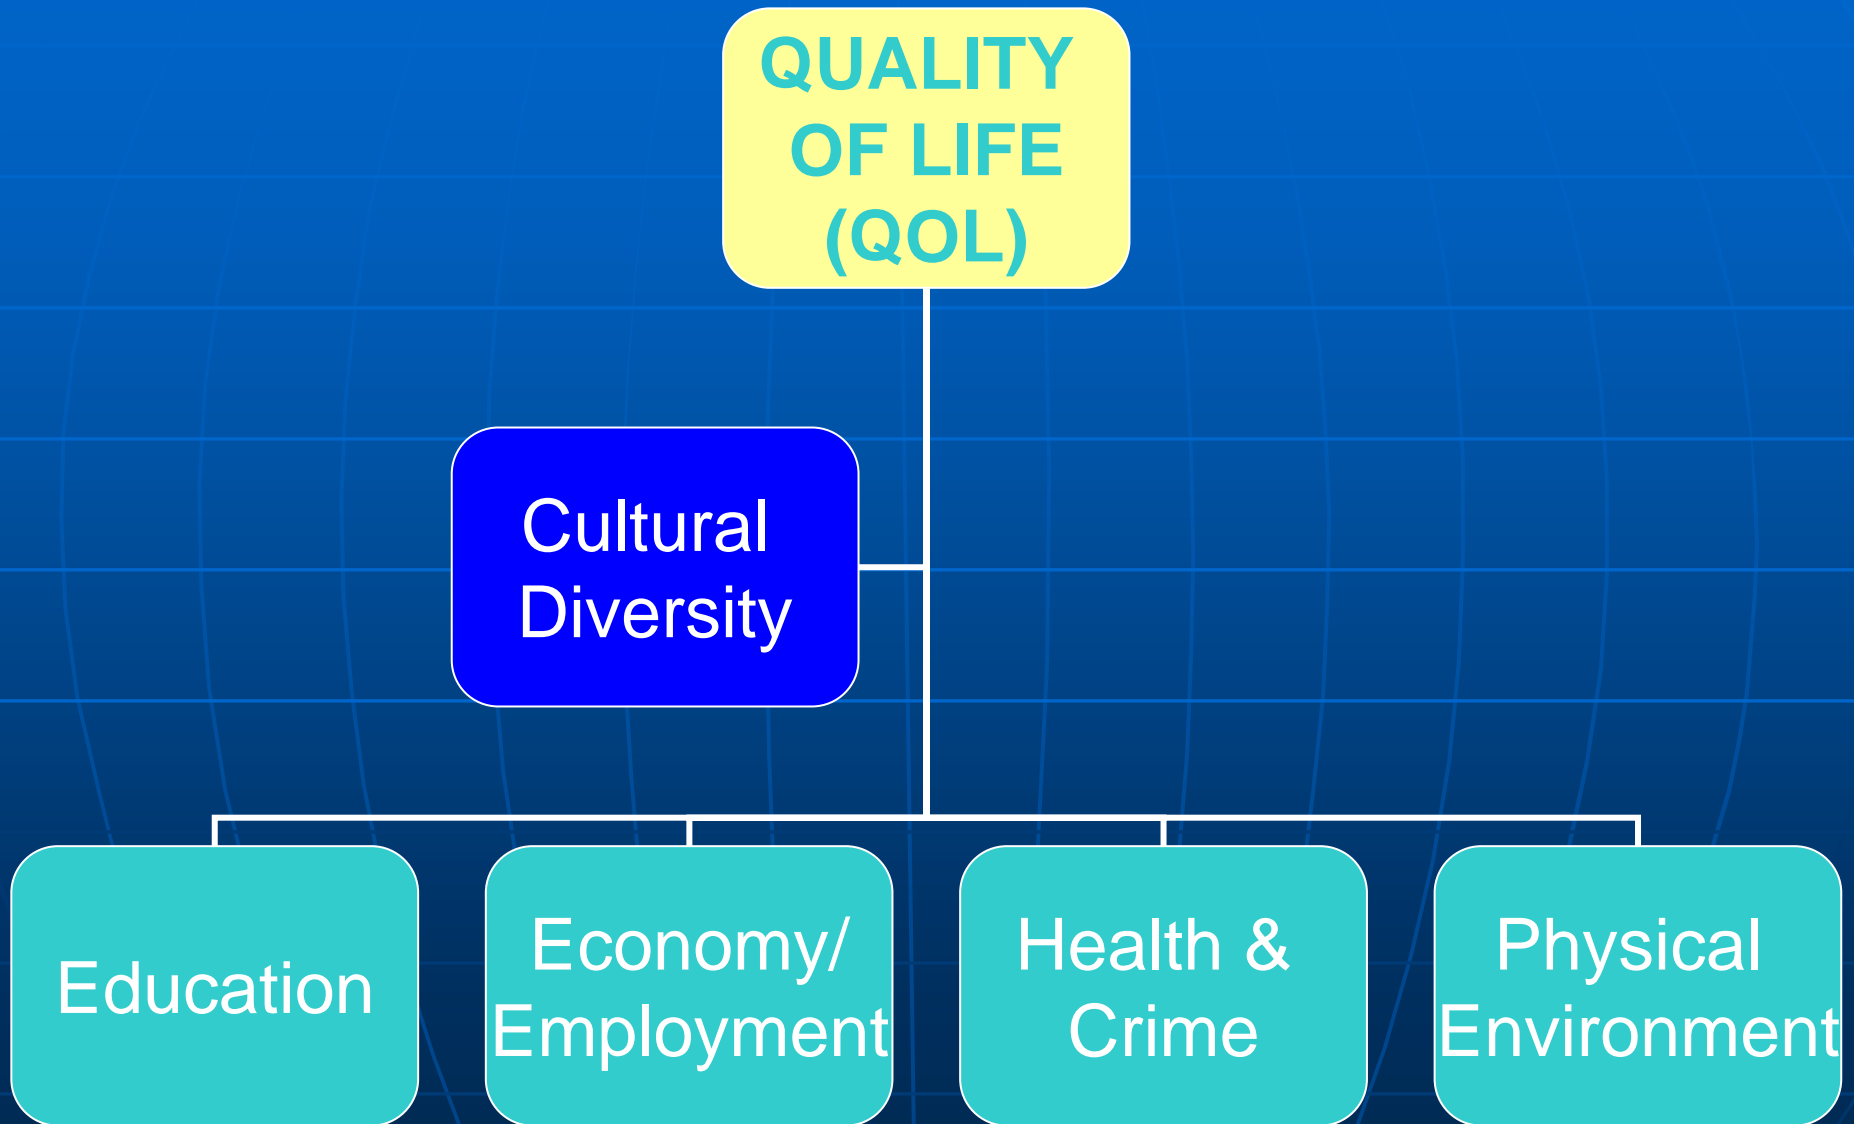 QUALITY
OF LIFE
(QOL)
Cultural
Diversity
Education
Economy/
Employment
Health &
Crime
Physical
Environment